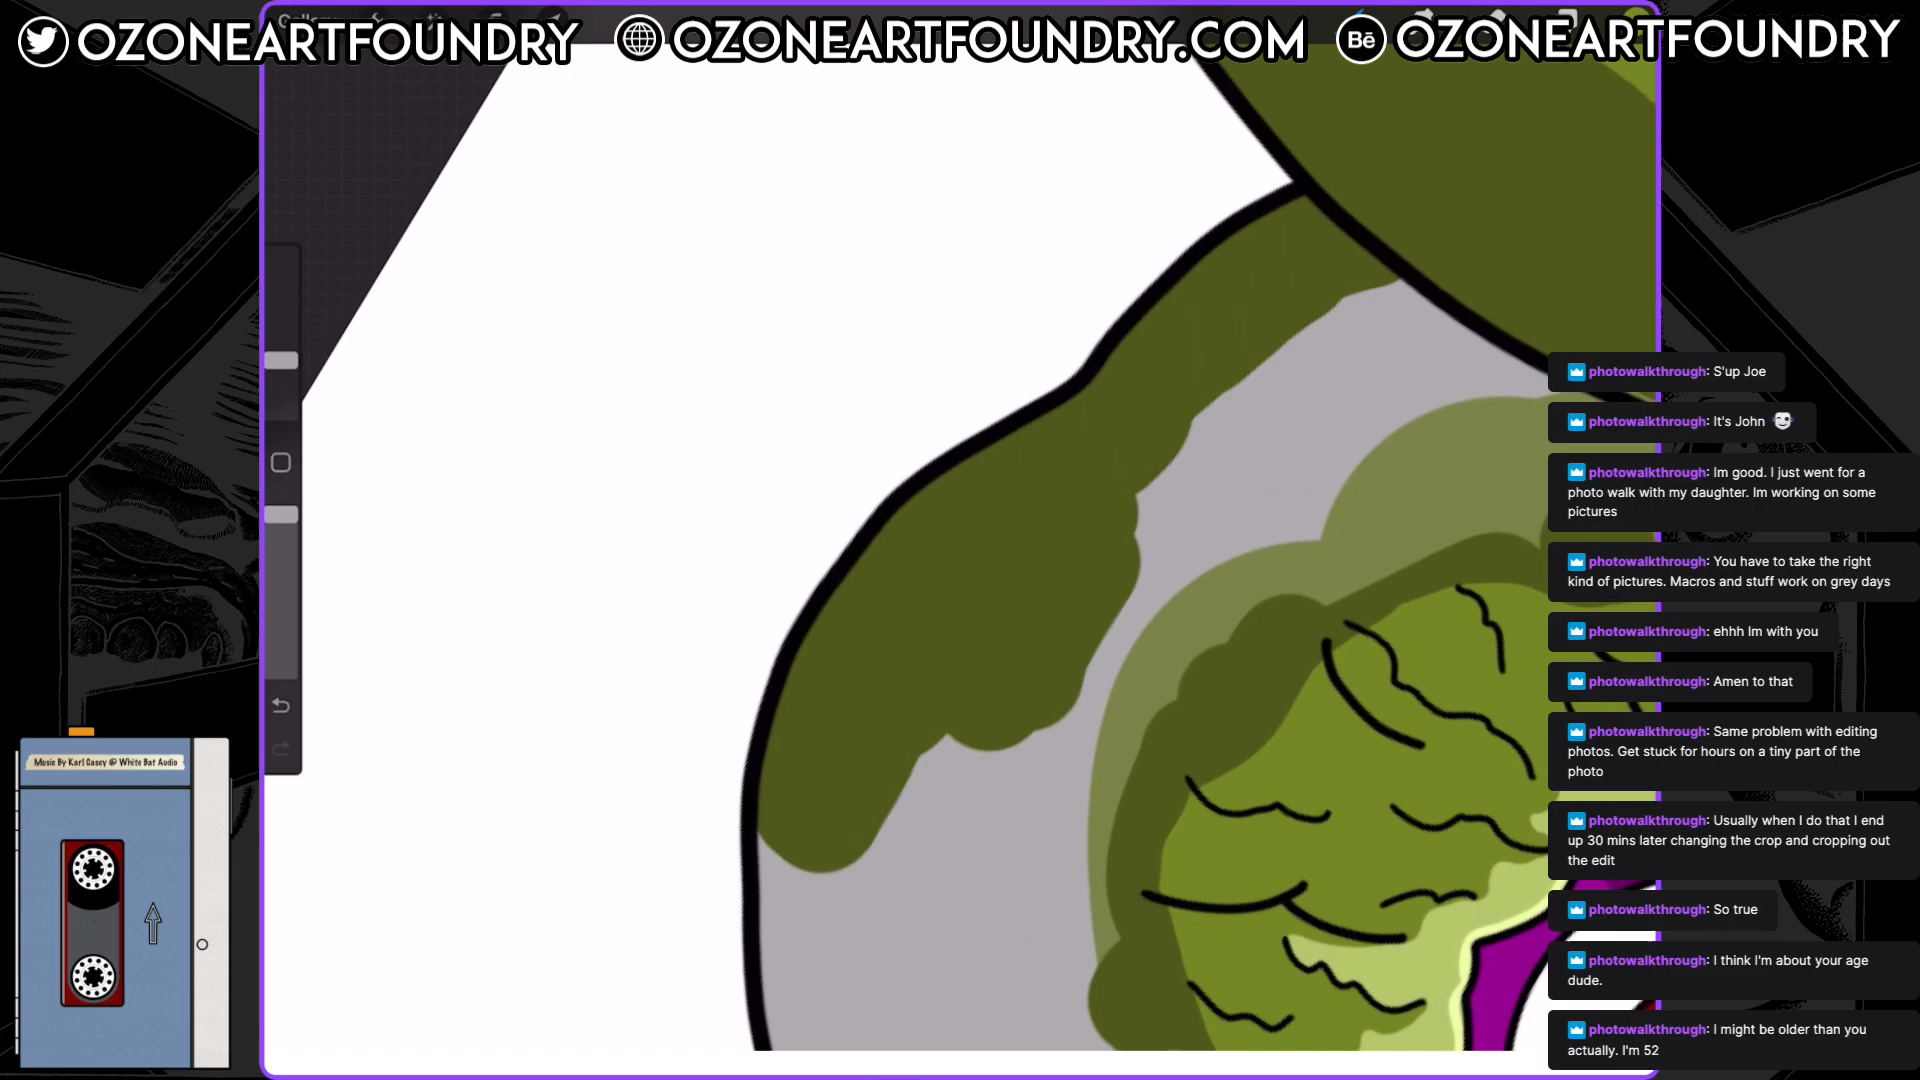 OZONEARTFOUNDRY
OZONEARTFOUNDRY.COM
Bē OZONEARTFOUNDRY
photowalkthrough: S'up Joe
photowalkthrough: It's John
photowalkthrough: Im good. I just went for a
photo walk with my daughter. Im working on some
pictures
photowalkthrough: You have to take the right
kind of pictures. Macros and stuff work on grey days
photowalkthrough: ehhh Im with you
photowalkthrough: Amen to that
photowalkthrough: Same problem with editing
photos. Get stuck for hours on a tiny part of the
photo
photowalkthrough: Usually when I do that I end
up 30 mins later changing the crop and cropping out
the edit
photowalkthrough: So true
photowalkthrough: I think I'm about your age
dude.
photowalkthrough: I might be older than you
actually. I'm 52
Music By Karl Casey @ White Bat Audio